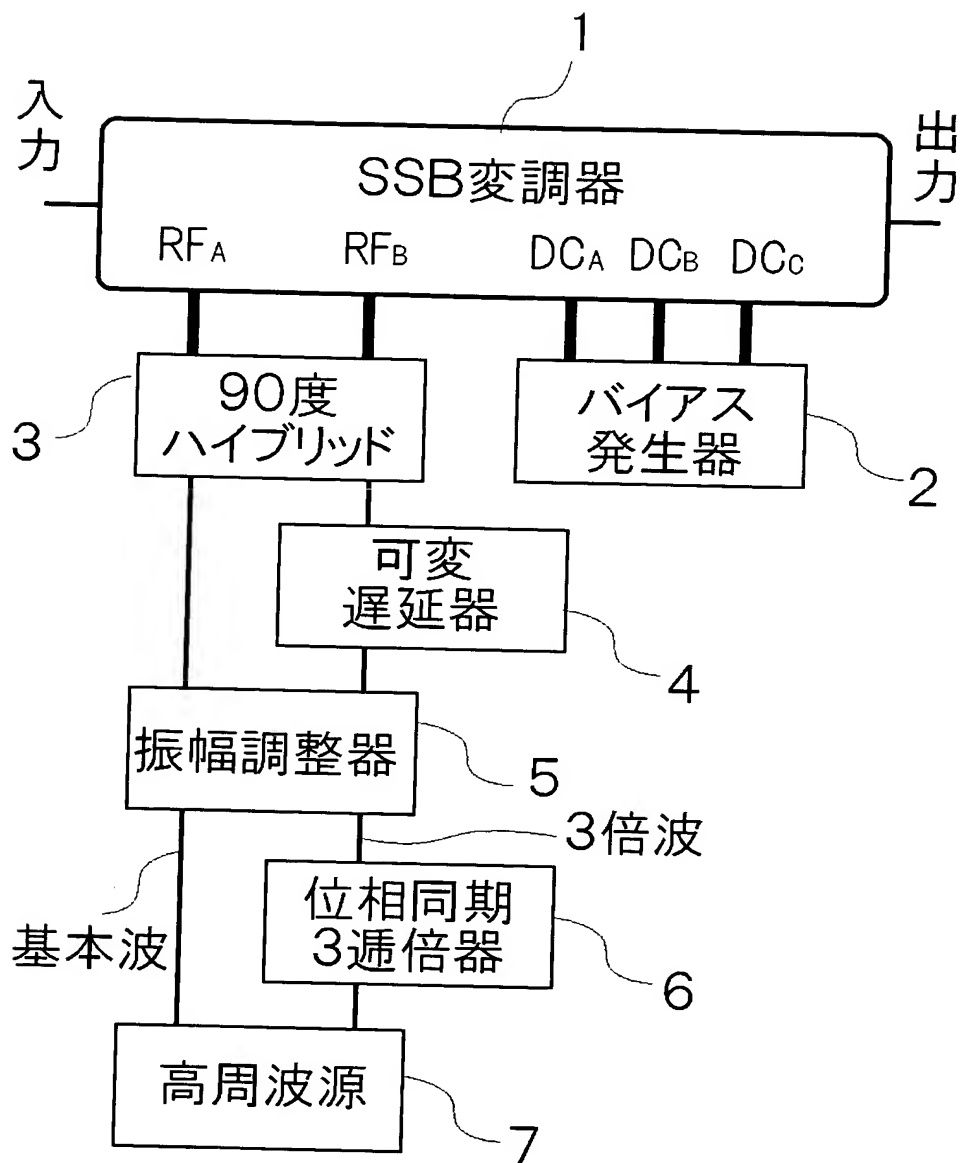 1
入力
出力
SSB変調器
RFA
RFB
DCA
DCB
DCC
90度
ハイブリッド
3
バイアス
発生器
2
可変
遅延器
4
振幅調整器
5
3倍波
基本波
位相同期
3逓倍器
6
高周波源
7